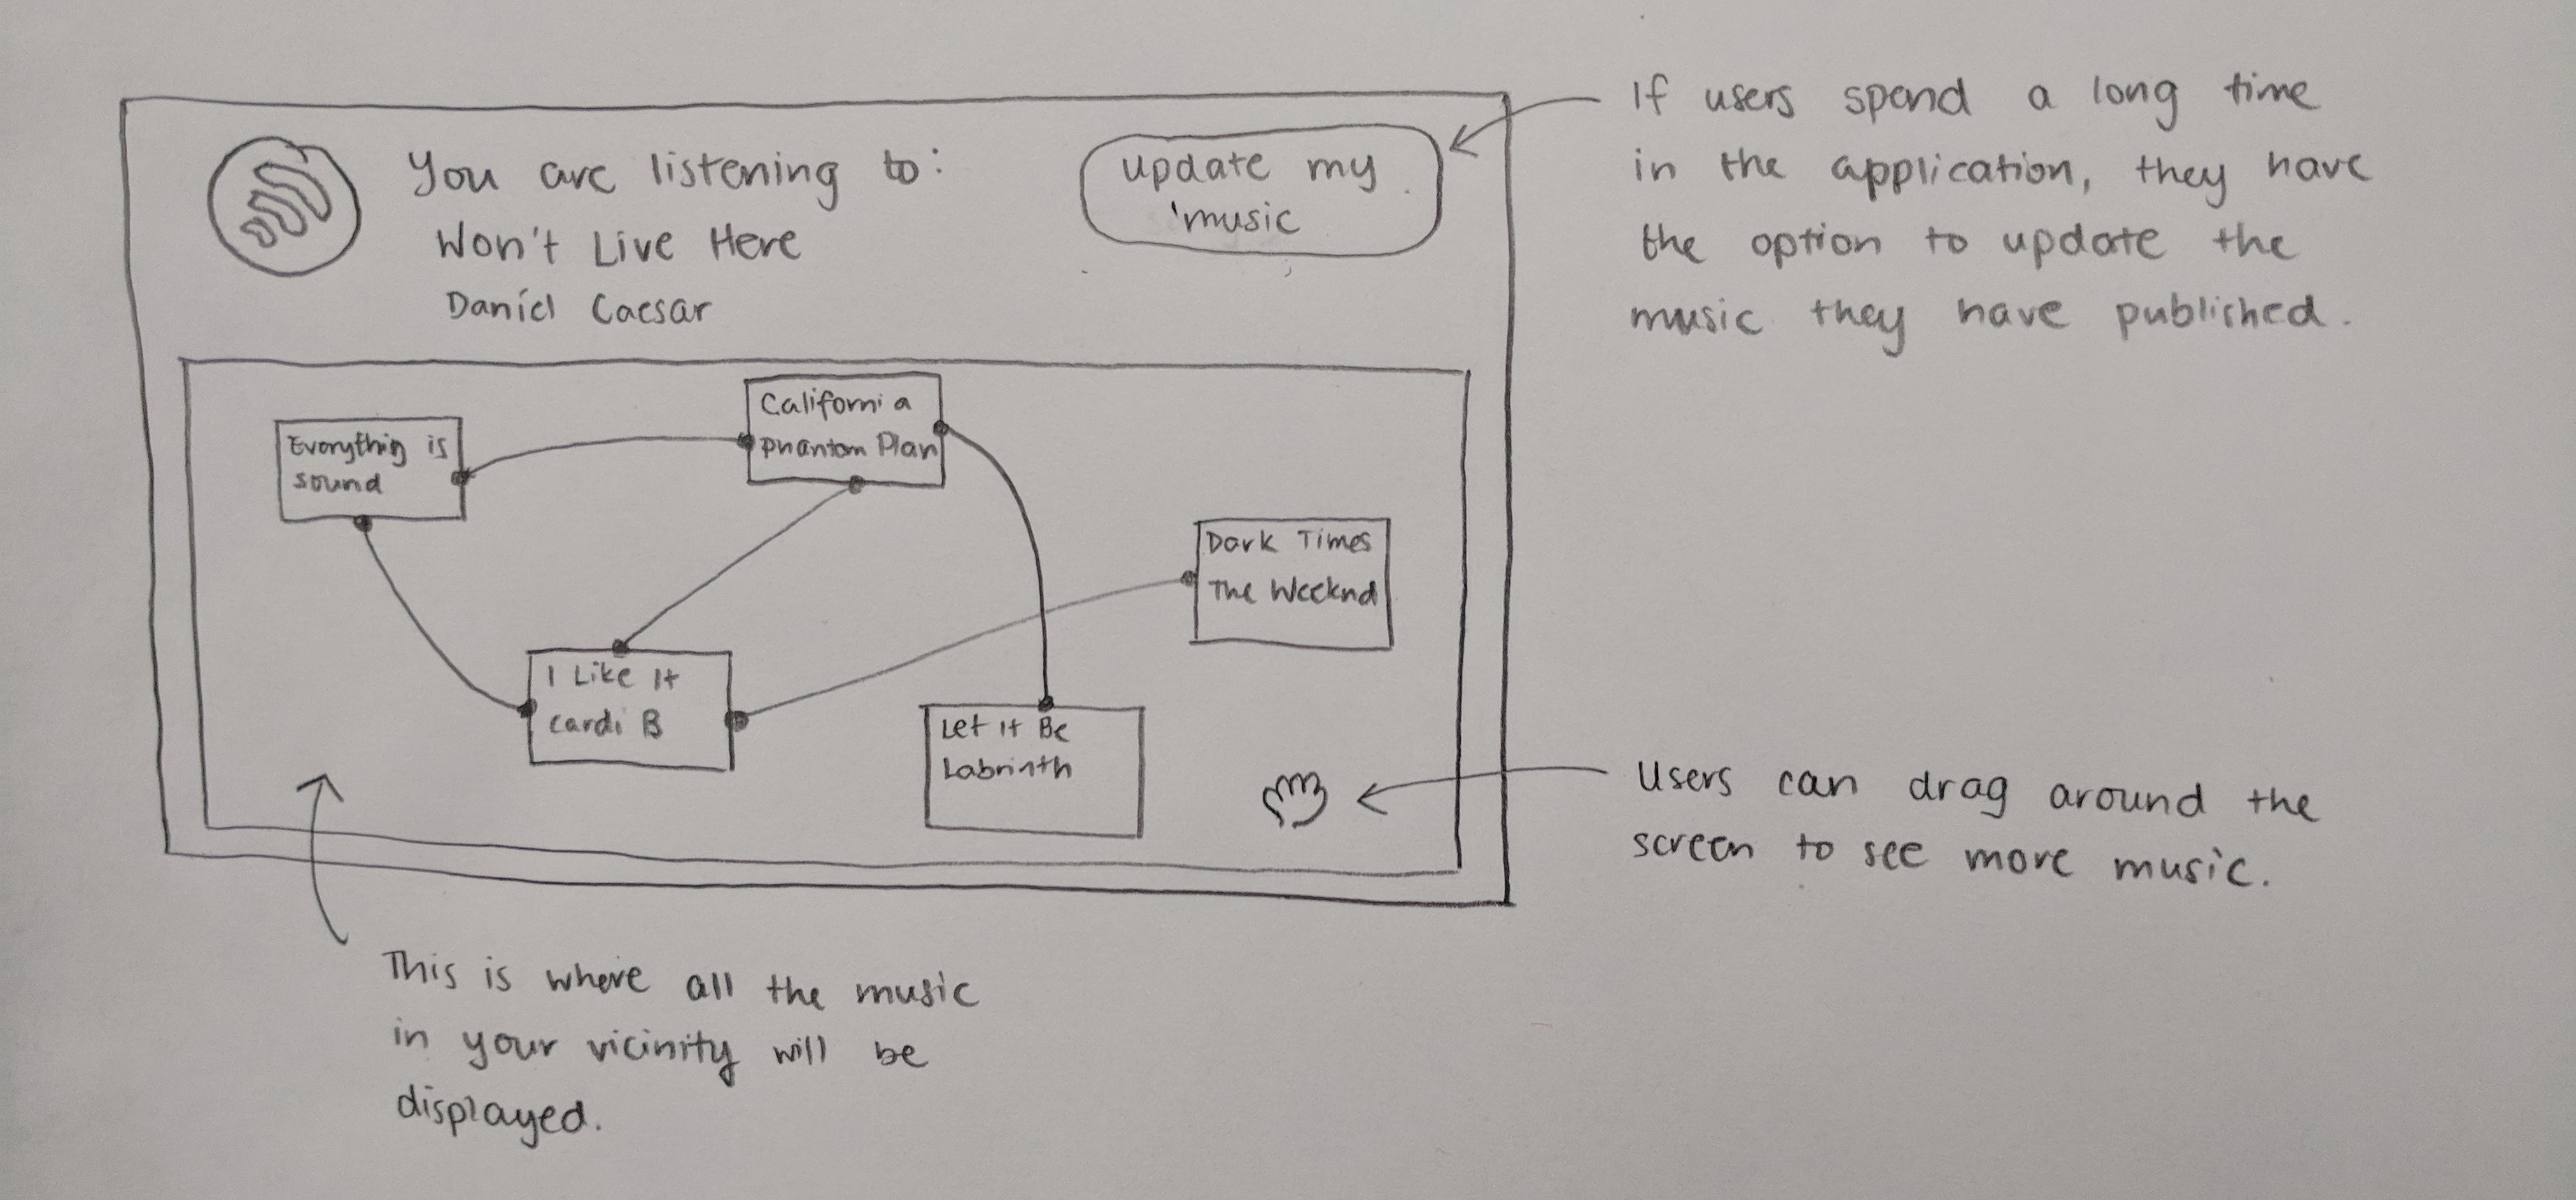 You are listening to:
Won't Live Here
Daniel Caesar
update my
music
If users spend a long time
in the application, they have
the option to update the
music they have published.
Everything is
sound
California
Phantom Plan
Dark Times
The Weeknd
I Like It
Cardi B
Let It Be
Labrinth
Users can drag around the
screen to see more music.
This is where all the music
in your vicinity will be
displayed.